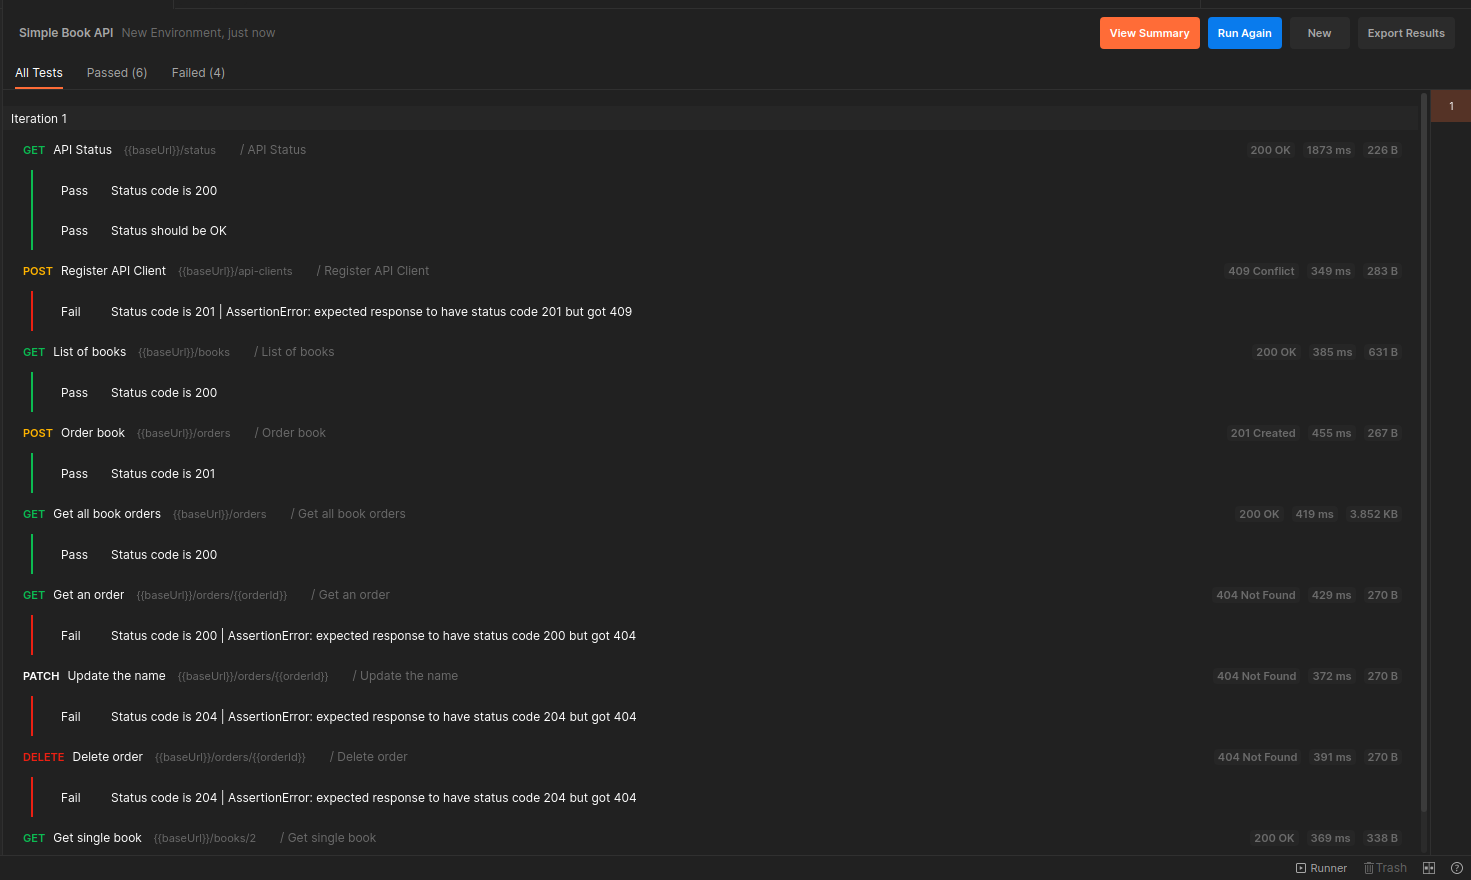 Simple Book API New Environment, just now View Summary Run Again New Export Results
All Tests Passed (6) Failed (4)
1
Iteration 1
GET API Status {{baseUrl}}/status / API Status 200 OK 1873 ms 226 B
Pass Status code is 200
Pass Status should be OK
POST Register API Client {{baseUrl}}/api-clients / Register API Client 409 Conflict 349 ms 283 B
Fail Status code is 201 | AssertionError: expected response to have status code 201 but got 409
GET List of books {{baseUrl}}/books / List of books 200 OK 385 ms 631 B
Pass Status code is 200
POST Order book {{baseUrl}}/orders / Order book 201 Created 455 ms 267 B
Pass Status code is 201
GET Get all book orders {{baseUrl}}/orders / Get all book orders 200 OK 419 ms 3.852 KB
Pass Status code is 200
GET Get an order {{baseUrl}}/orders/{{orderId}} / Get an order 404 Not Found 429 ms 270 B
Fail Status code is 200 | AssertionError: expected response to have status code 200 but got 404
PATCH Update the name {{baseUrl}}/orders/{{orderId}} / Update the name 404 Not Found 372 ms 270 B
Fail Status code is 204 | AssertionError: expected response to have status code 204 but got 404
DELETE Delete order {{baseUrl}}/orders/{{orderId}} / Delete order 404 Not Found 391 ms 270 B
Fail Status code is 204 | AssertionError: expected response to have status code 204 but got 404
GET Get single book {{baseUrl}}/books/2 / Get single book 200 OK 369 ms 338 B
Runner Trash